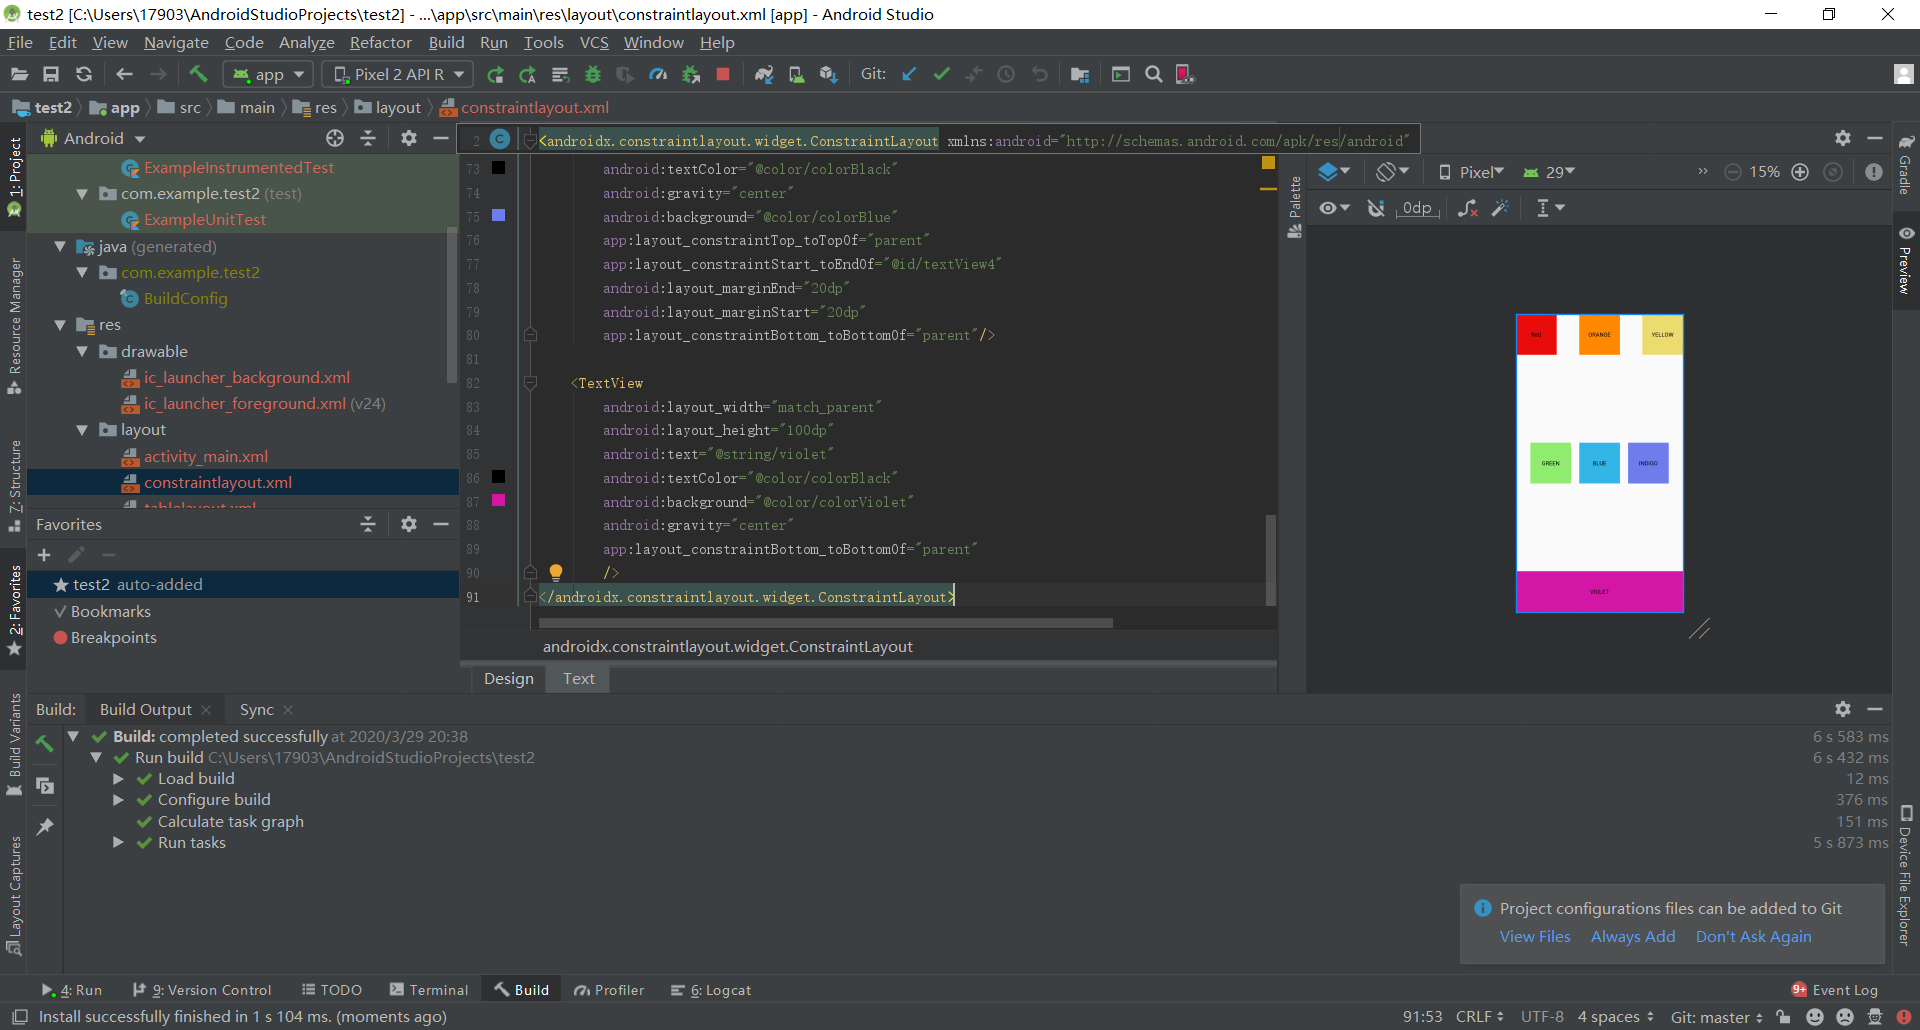 test2 [C:\Users\17903\AndroidStudioProjects\test2] - ...\app\src\main\res\layout\constraintlayout.xml [app] - Android Studio
File Edit View Navigate Code Analyze Refactor Build Run Tools VCS Window Help
app Pixel 2 API R Git:
test2 app src main res layout constraintlayout.xml
1: Project
Resource Manager
7: Structure
2: Favorites
Build Variants
Layout Captures
Android
ExampleInstrumentedTest
com.example.test2 (test)
ExampleUnitTest
java (generated)
com.example.test2
BuildConfig
res
drawable
ic_launcher_background.xml
ic_launcher_foreground.xml (v24)
layout
activity_main.xml
constraintlayout.xml
tablelayout.xml
Favorites
test2 auto-added
Bookmarks
Breakpoints
2 <androidx.constraintlayout.widget.ConstraintLayout xmlns:android="http://schemas.android.com/apk/res/android"
73 android:textColor="@color/colorBlack"
74 android:gravity="center"
75 android:background="@color/colorBlue"
76 app:layout_constraintTop_toTopOf="parent"
77 app:layout_constraintStart_toEndOf="@id/textView4"
78 android:layout_marginEnd="20dp"
79 android:layout_marginStart="20dp"
80 app:layout_constraintBottom_toBottomOf="parent"/>
81
82 <TextView
83 android:layout_width="match_parent"
84 android:layout_height="100dp"
85 android:text="@string/violet"
86 android:textColor="@color/colorBlack"
87 android:background="@color/colorViolet"
88 android:gravity="center"
89 app:layout_constraintBottom_toBottomOf="parent"
90 />
91 </androidx.constraintlayout.widget.ConstraintLayout>
androidx.constraintlayout.widget.ConstraintLayout
Design Text
Palette
Pixel 29 15%
0dp
Red ORANGE YELLOW
GREEN BLUE INDIGO
VIOLET
Gradle
Preview
Device File Explorer
Build: Build Output Sync
Build: completed successfully at 2020/3/29 20:38 6 s 583 ms
Run build C:\Users\17903\AndroidStudioProjects\test2 6 s 432 ms
Load build 12 ms
Configure build 376 ms
Calculate task graph 151 ms
Run tasks 5 s 873 ms
Project configurations files can be added to Git
View Files Always Add Don't Ask Again
4: Run 9: Version Control TODO Terminal Build Profiler 6: Logcat 9+ Event Log
Install successfully finished in 1 s 104 ms. (moments ago) 91:53 CRLF UTF-8 4 spaces Git: master